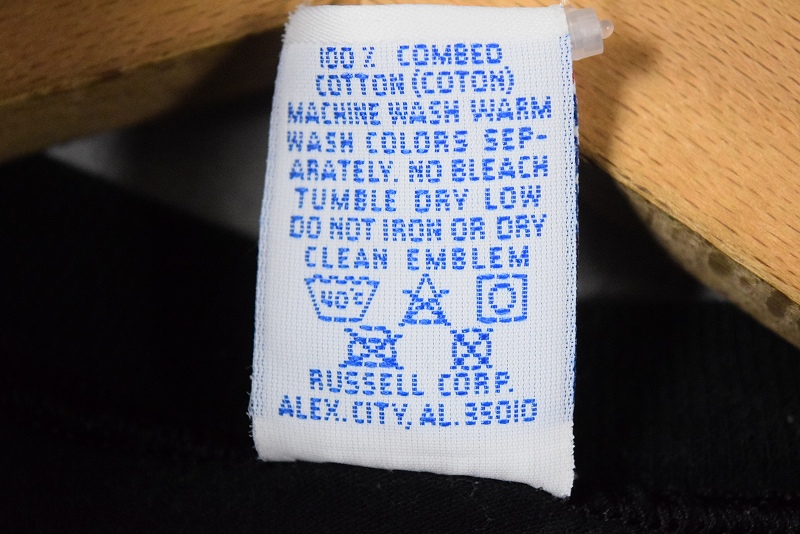 100 % COMBED
COTTON (COTON)
MACHINE WASH WARM
WASH COLORS SEP-
ARATELY. NO BLEACH
TUMBLE DRY LOW
DO NOT IRON OR DRY
CLEAN EMBLEM
40°C
RUSSELL CORP.
ALEX. CITY, AL. 35010